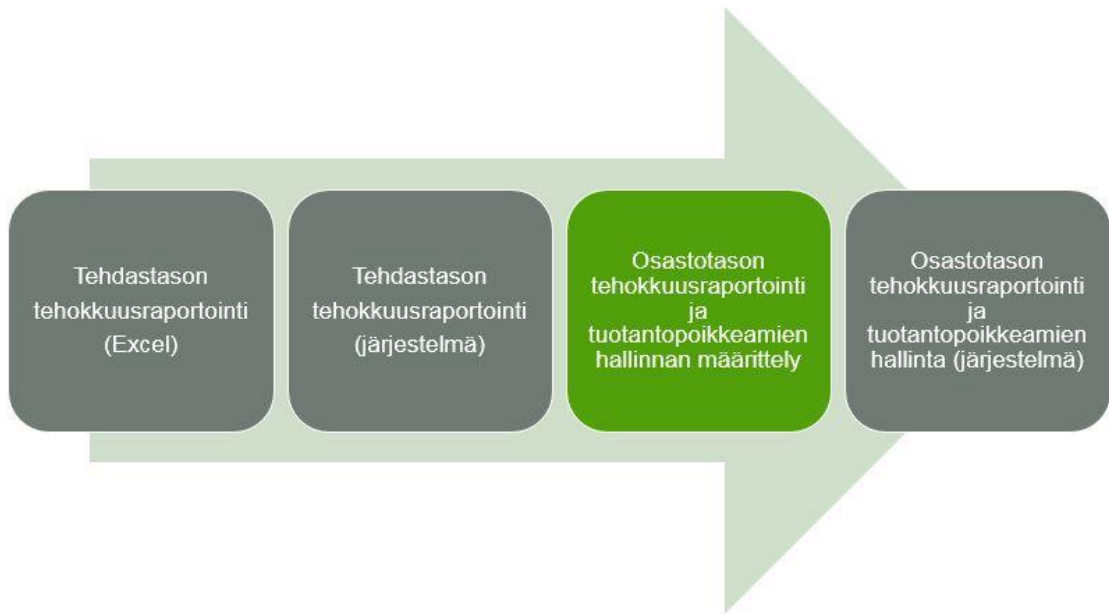 Tehdastason
tehokkuusraportointi
(Excel)
Tehdastason
tehokkuusraportointi
(järjestelmä)
Osastotason
tehokkuusraportointi
ja
tuotantopoikkeamien
hallinnan määrittely
Osastotason
tehokkuusraportointi
ja
tuotantopoikkeamien
hallinta (järjestelmä)